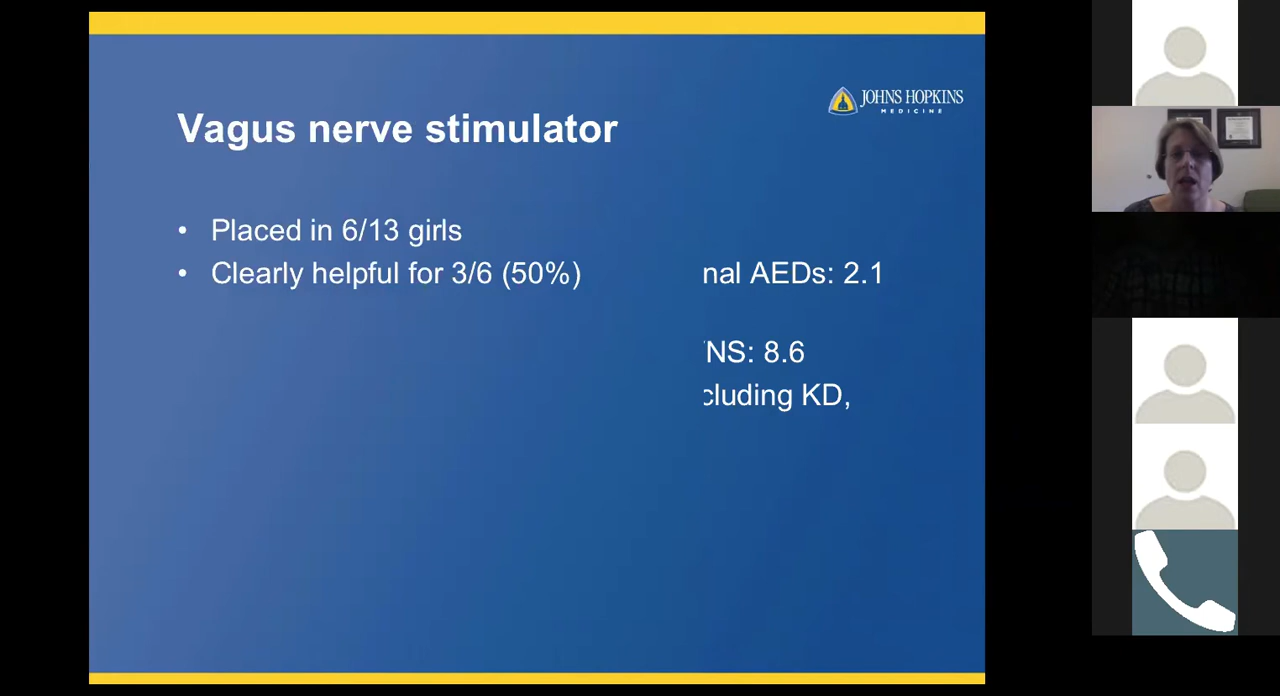 JOHNS HOPKINS
MEDICINE
Vagus nerve stimulator
• Placed in 6/13 girls
• Clearly helpful for 3/6 (50%)
nal AEDs: 2.1
NS: 8.6
cluding KD,